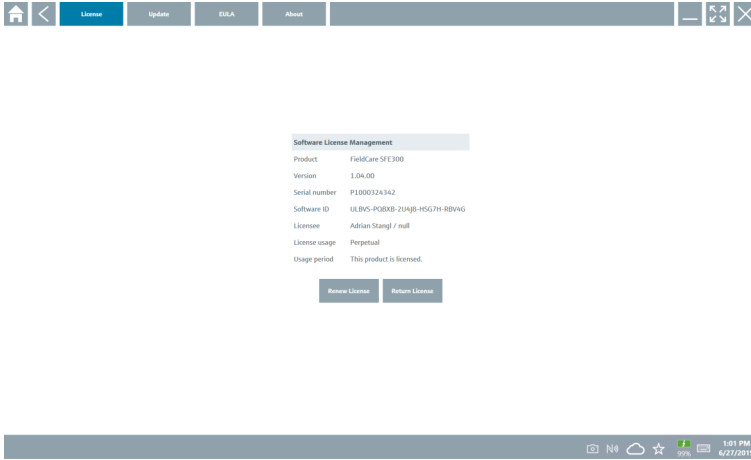 License Update EULA About
Software License Management
Product FieldCare SFE300
Version 1.04.00
Serial number P1000324342
Software ID ULBVS-PQBXB-2U4J8-HSG7H-RBV4G
Licensee Adrian Stangl / null
License usage Perpetual
Usage period This product is licensed.
Renew License Return License
99%
1:01 PM